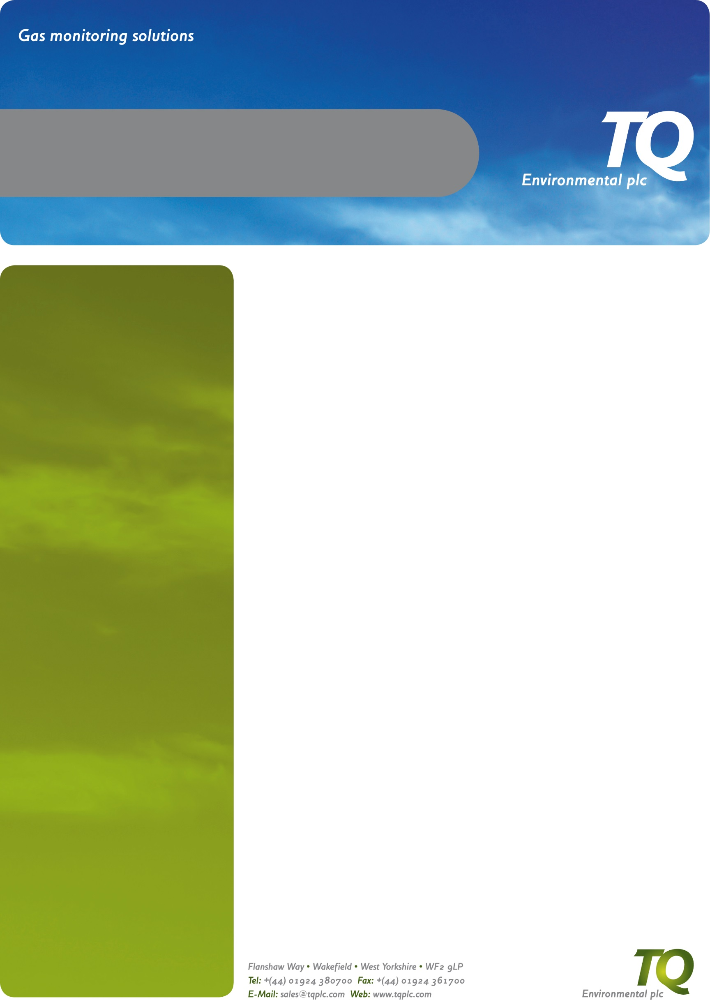 Gas monitoring solutions
TQ
Environmental plc
Flanshaw Way • Wakefield • West Yorkshire • WF2 9LP
Tel: +(44) 01924 380700 Fax: +(44) 01924 361700
E-Mail: sales@tqplc.com Web: www.tqplc.com
TQ
Environmental plc